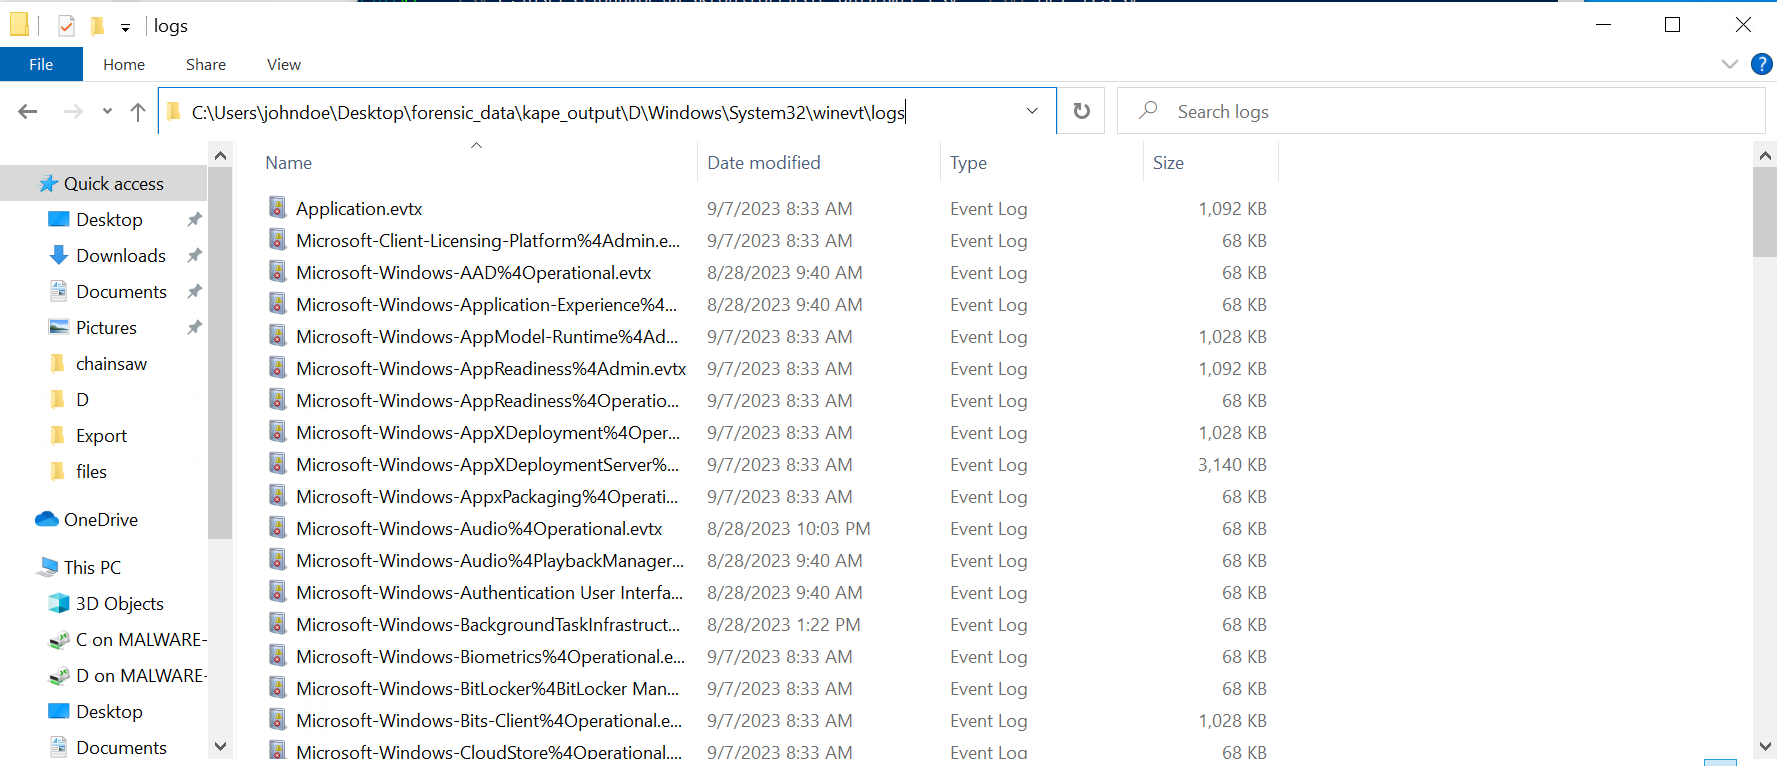 logs
File Home Share View
C:\Users\johndoe\Desktop\forensic_data\kape_output\D\Windows\System32\winevt\logs Search logs
Name Date modified Type Size
Quick access
Desktop
Downloads
Documents
Pictures
chainsaw
D
Export
files
OneDrive
This PC
3D Objects
C on MALWARE-
D on MALWARE-
Desktop
Documents
Application.evtx 9/7/2023 8:33 AM Event Log 1,092 KB
Microsoft-Client-Licensing-Platform%4Admin.e... 9/7/2023 8:33 AM Event Log 68 KB
Microsoft-Windows-AAD%4Operational.evtx 8/28/2023 9:40 AM Event Log 68 KB
Microsoft-Windows-Application-Experience%4... 8/28/2023 9:40 AM Event Log 68 KB
Microsoft-Windows-AppModel-Runtime%4Ad... 9/7/2023 8:33 AM Event Log 1,028 KB
Microsoft-Windows-AppReadiness%4Admin.evtx 9/7/2023 8:33 AM Event Log 1,092 KB
Microsoft-Windows-AppReadiness%4Operatio... 9/7/2023 8:33 AM Event Log 68 KB
Microsoft-Windows-AppXDeployment%4Oper... 9/7/2023 8:33 AM Event Log 1,028 KB
Microsoft-Windows-AppXDeploymentServer%... 9/7/2023 8:33 AM Event Log 3,140 KB
Microsoft-Windows-AppxPackaging%4Operati... 9/7/2023 8:33 AM Event Log 68 KB
Microsoft-Windows-Audio%4Operational.evtx 8/28/2023 10:03 PM Event Log 68 KB
Microsoft-Windows-Audio%4PlaybackManager... 8/28/2023 9:40 AM Event Log 68 KB
Microsoft-Windows-Authentication User Interfa... 8/28/2023 9:40 AM Event Log 68 KB
Microsoft-Windows-BackgroundTaskInfrastruct... 8/28/2023 1:22 PM Event Log 68 KB
Microsoft-Windows-Biometrics%4Operational.e... 9/7/2023 8:33 AM Event Log 68 KB
Microsoft-Windows-BitLocker%4BitLocker Man... 9/7/2023 8:33 AM Event Log 68 KB
Microsoft-Windows-Bits-Client%4Operational.e... 9/7/2023 8:33 AM Event Log 1,028 KB
Microsoft-Windows-CloudStore%4Operational.... 9/7/2023 8:33 AM Event Log 68 KB